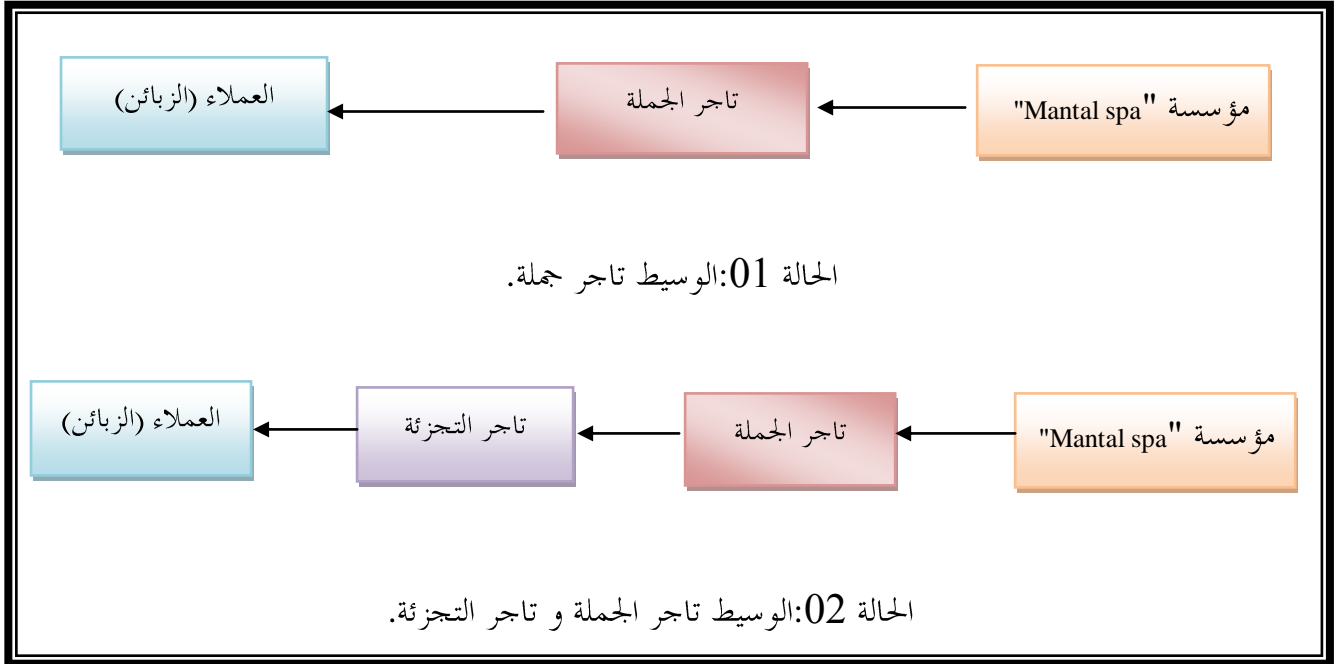 مؤسسة "Mantal spa"
تاجر الجملة
العملاء (الزبائن)
الحالة 01:الوسيط تاجر جملة.
مؤسسة "Mantal spa"
تاجر الجملة
تاجر التجزئة
العملاء (الزبائن)
الحالة 02:الوسيط تاجر الجملة و تاجر التجزئة.